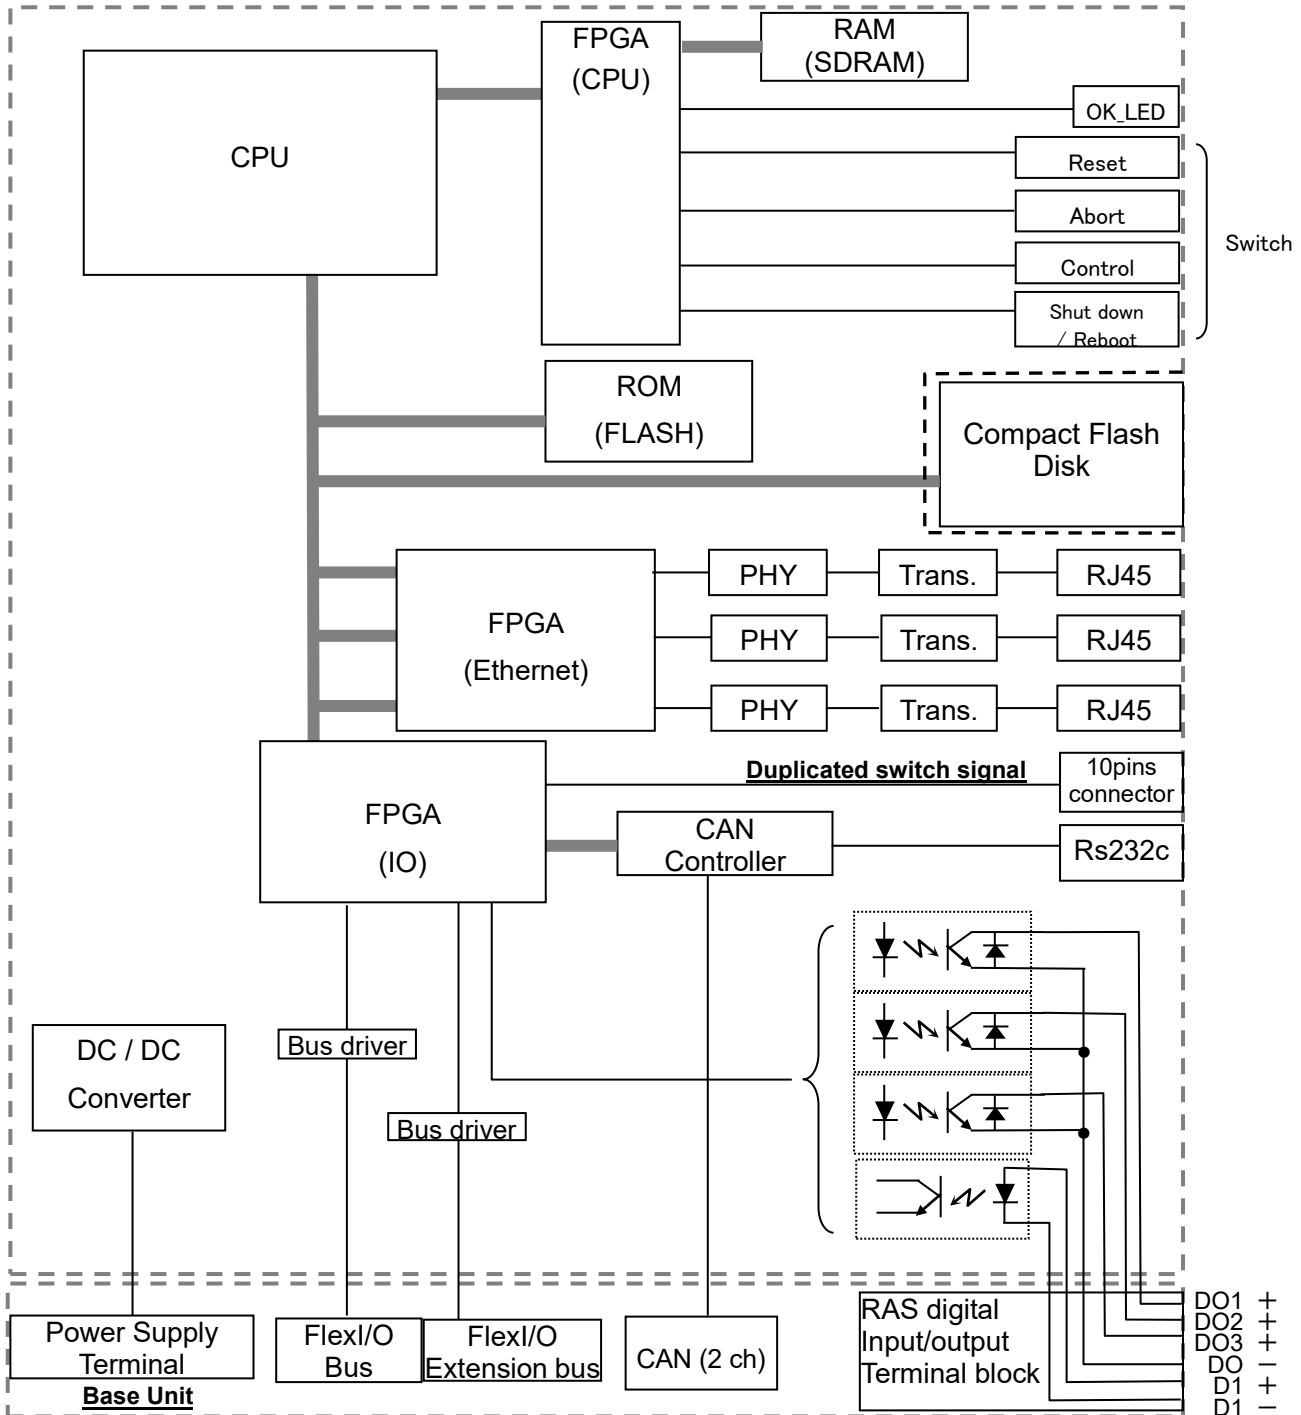 FPGA
(CPU)
RAM
(SDRAM)
CPU
OK_LED
Reset
Abort
Control
Shut down
/ Reboot
Switch
ROM
(FLASH)
Compact Flash
Disk
FPGA
(Ethernet)
PHY
Trans.
RJ45
PHY
Trans.
RJ45
PHY
Trans.
RJ45
Duplicated switch signal
10pins
connector
FPGA
(IO)
CAN
Controller
Rs232c
DC / DC
Converter
Bus driver
Bus driver
Power Supply
Terminal
Base Unit
FlexI/O
Bus
FlexI/O
Extension bus
CAN (2 ch)
RAS digital
Input/output
Terminal block
DO1 +
DO2 +
DO3 +
DO −
D1 +
D1 −